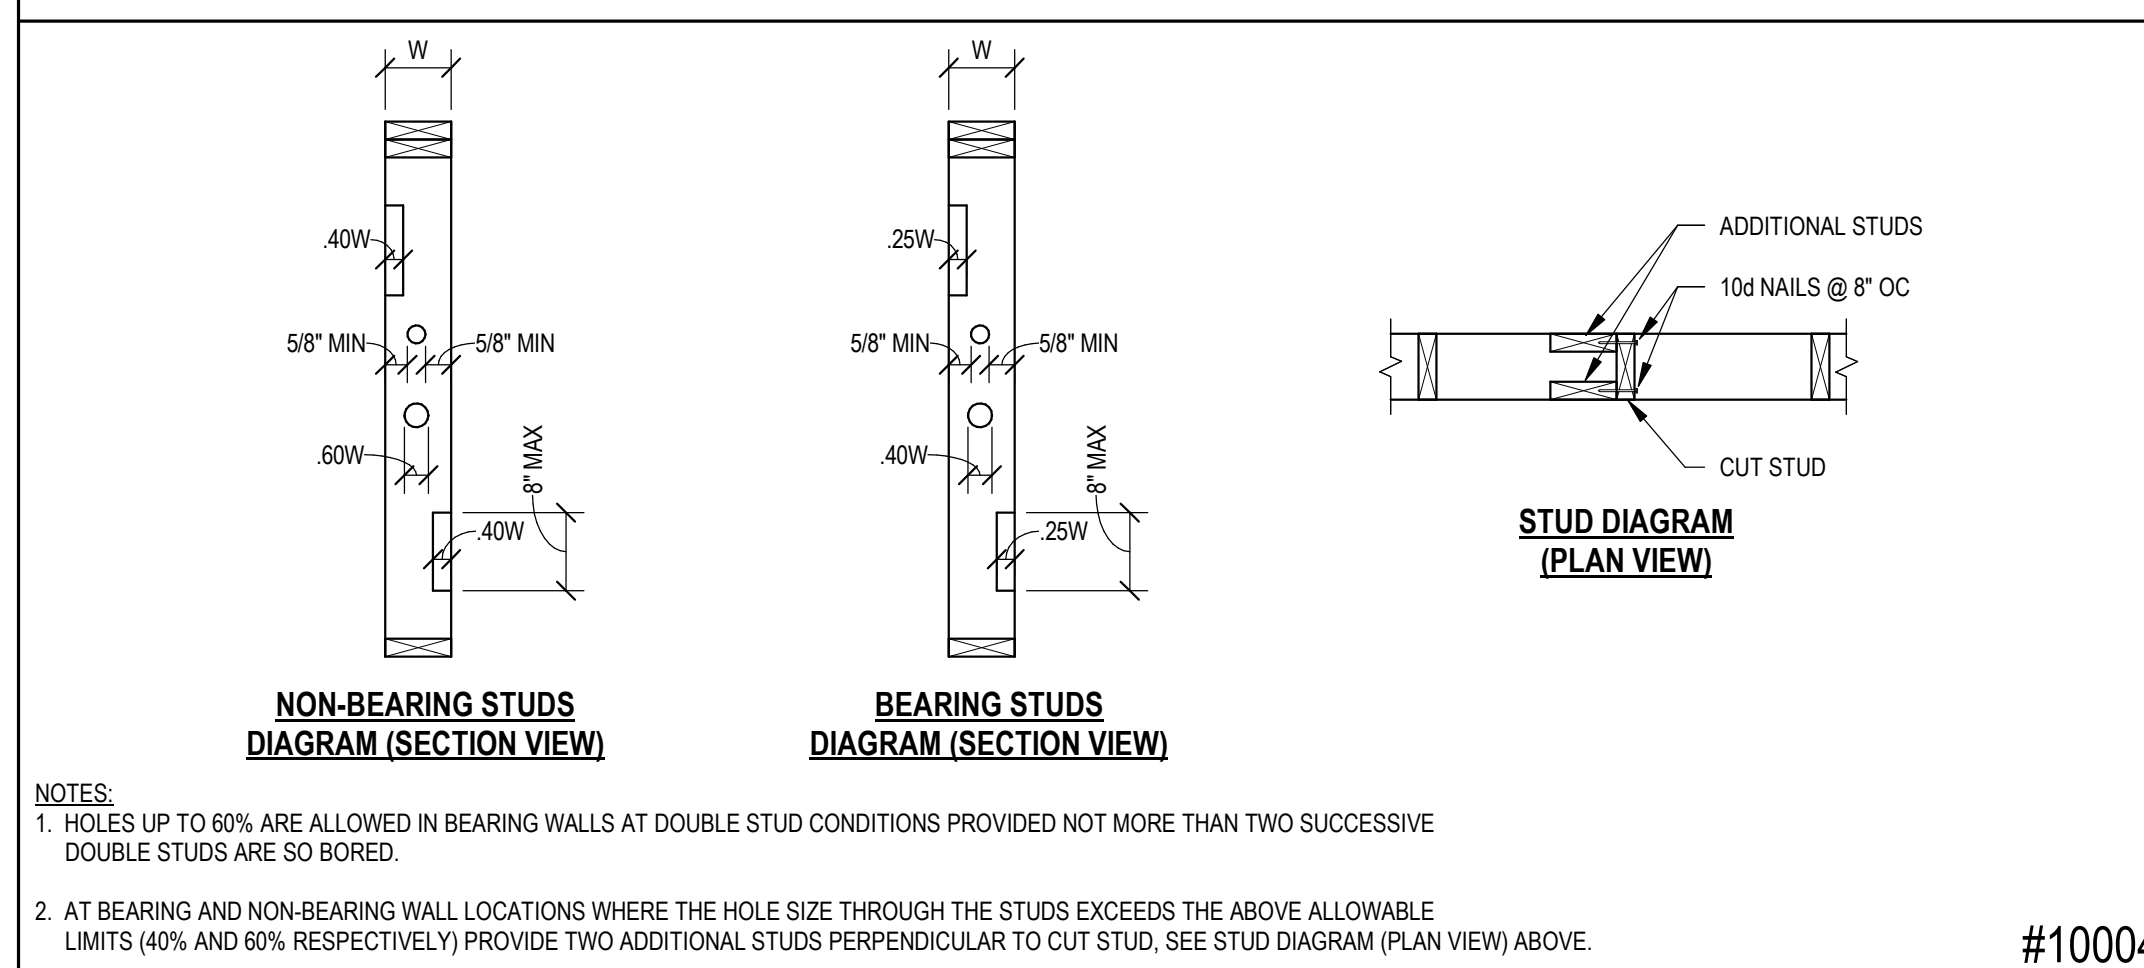 W
.40W
5/8" MIN
5/8" MIN
.60W
8" MAX
.40W
NON-BEARING STUDS
DIAGRAM (SECTION VIEW)
W
.25W
5/8" MIN
5/8" MIN
.40W
8" MAX
.25W
BEARING STUDS
DIAGRAM (SECTION VIEW)
ADDITIONAL STUDS
10d NAILS @ 8" OC
CUT STUD
STUD DIAGRAM
(PLAN VIEW)
NOTES:
1. HOLES UP TO 60% ARE ALLOWED IN BEARING WALLS AT DOUBLE STUD CONDITIONS PROVIDED NOT MORE THAN TWO SUCCESSIVE
DOUBLE STUDS ARE SO BORED.
2. AT BEARING AND NON-BEARING WALL LOCATIONS WHERE THE HOLE SIZE THROUGH THE STUDS EXCEEDS THE ABOVE ALLOWABLE
LIMITS (40% AND 60% RESPECTIVELY) PROVIDE TWO ADDITIONAL STUDS PERPENDICULAR TO CUT STUD, SEE STUD DIAGRAM (PLAN VIEW) ABOVE.
#10004